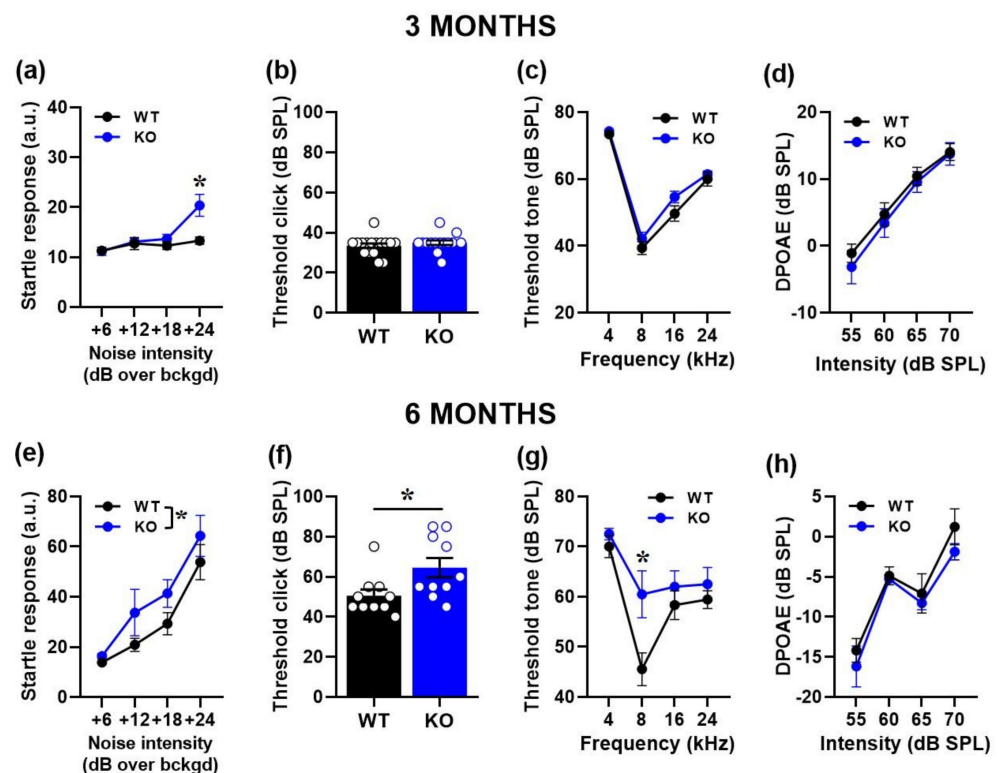 3 MONTHS
(a)
Startle response (a.u.)
40
30
20
10
0
WT
KO
*
+6 +12 +18 +24
Noise intensity
(dB over bckgd)
(b)
Threshold click (dB SPL)
100
80
60
40
20
0
WT KO
(c)
Threshold tone (dB SPL)
80
60
40
20
WT
KO
4 8 16 24
Frequency (kHz)
(d)
DPOAE (dB SPL)
20
10
0
-10
WT
KO
55 60 65 70
Intensity (dB SPL)
6 MONTHS
(e)
Startle response (a.u.)
80
60
40
20
0
WT
KO
*
+6 +12 +18 +24
Noise intensity
(dB over bckgd)
(f)
Threshold click (dB SPL)
100
80
60
40
20
0
*
WT KO
(g)
Threshold tone (dB SPL)
80
70
60
50
40
WT
KO
*
4 8 16 24
Frequency (kHz)
(h)
DPOAE (dB SPL)
5
0
-5
-10
-15
-20
WT
KO
55 60 65 70
Intensity (dB SPL)